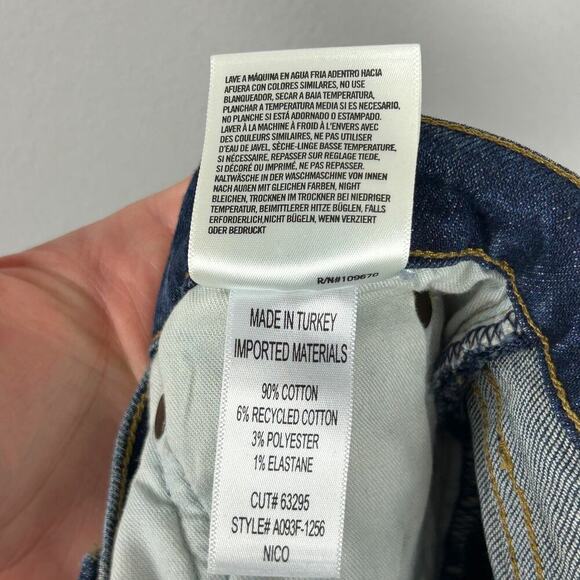 LAVE A MÁQUINA EN AGUA FRIA ADENTRO HACIA
AFUERA CON COLORES SIMILARES, NO USE
BLANQUEADOR, SECAR A BAJA TEMPERATURA,
PLANCHAR A TEMPERATURA MEDIA SI ES NECESARIO,
NO PLANCHE SI ESTÁ ADORNADO O ESTAMPADO.
LAVER À LA MACHINE À FROID À L'ENVERS AVEC
DES COULEURS SIMILAIRES, NE PAS UTILISER
D'EAU DE JAVEL, SÈCHE-LINGE BASSE TEMPERATURE,
SI NÉCESSAIRE, REPASSER SUR REGLAGE TIEDE,
SI DÉCORÉ OU IMPRIMÉ, NE PAS REPASSER.
KALTWÄSCHE IN DER WASCHMASCHINE VON INNEN
NACH AUßEN MIT GLEICHEN FARBEN, NIGHT
BLEICHEN, TROCKNEN IM TROCKNER BEI NIEDRIGER
TEMPERATUR, BEIMITTLERER HITZE BÜGLEN, FALLS
ERFORDERLICH,NICHT BÜGELN, WENN VERZIERT
ODER BEDRUCKT
R/N#109670
MADE IN TURKEY
IMPORTED MATERIALS
90% COTTON
6% RECYCLED COTTON
3% POLYESTER
1% ELASTANE
CUT# 63295
STYLE# A093F-1256
NICO